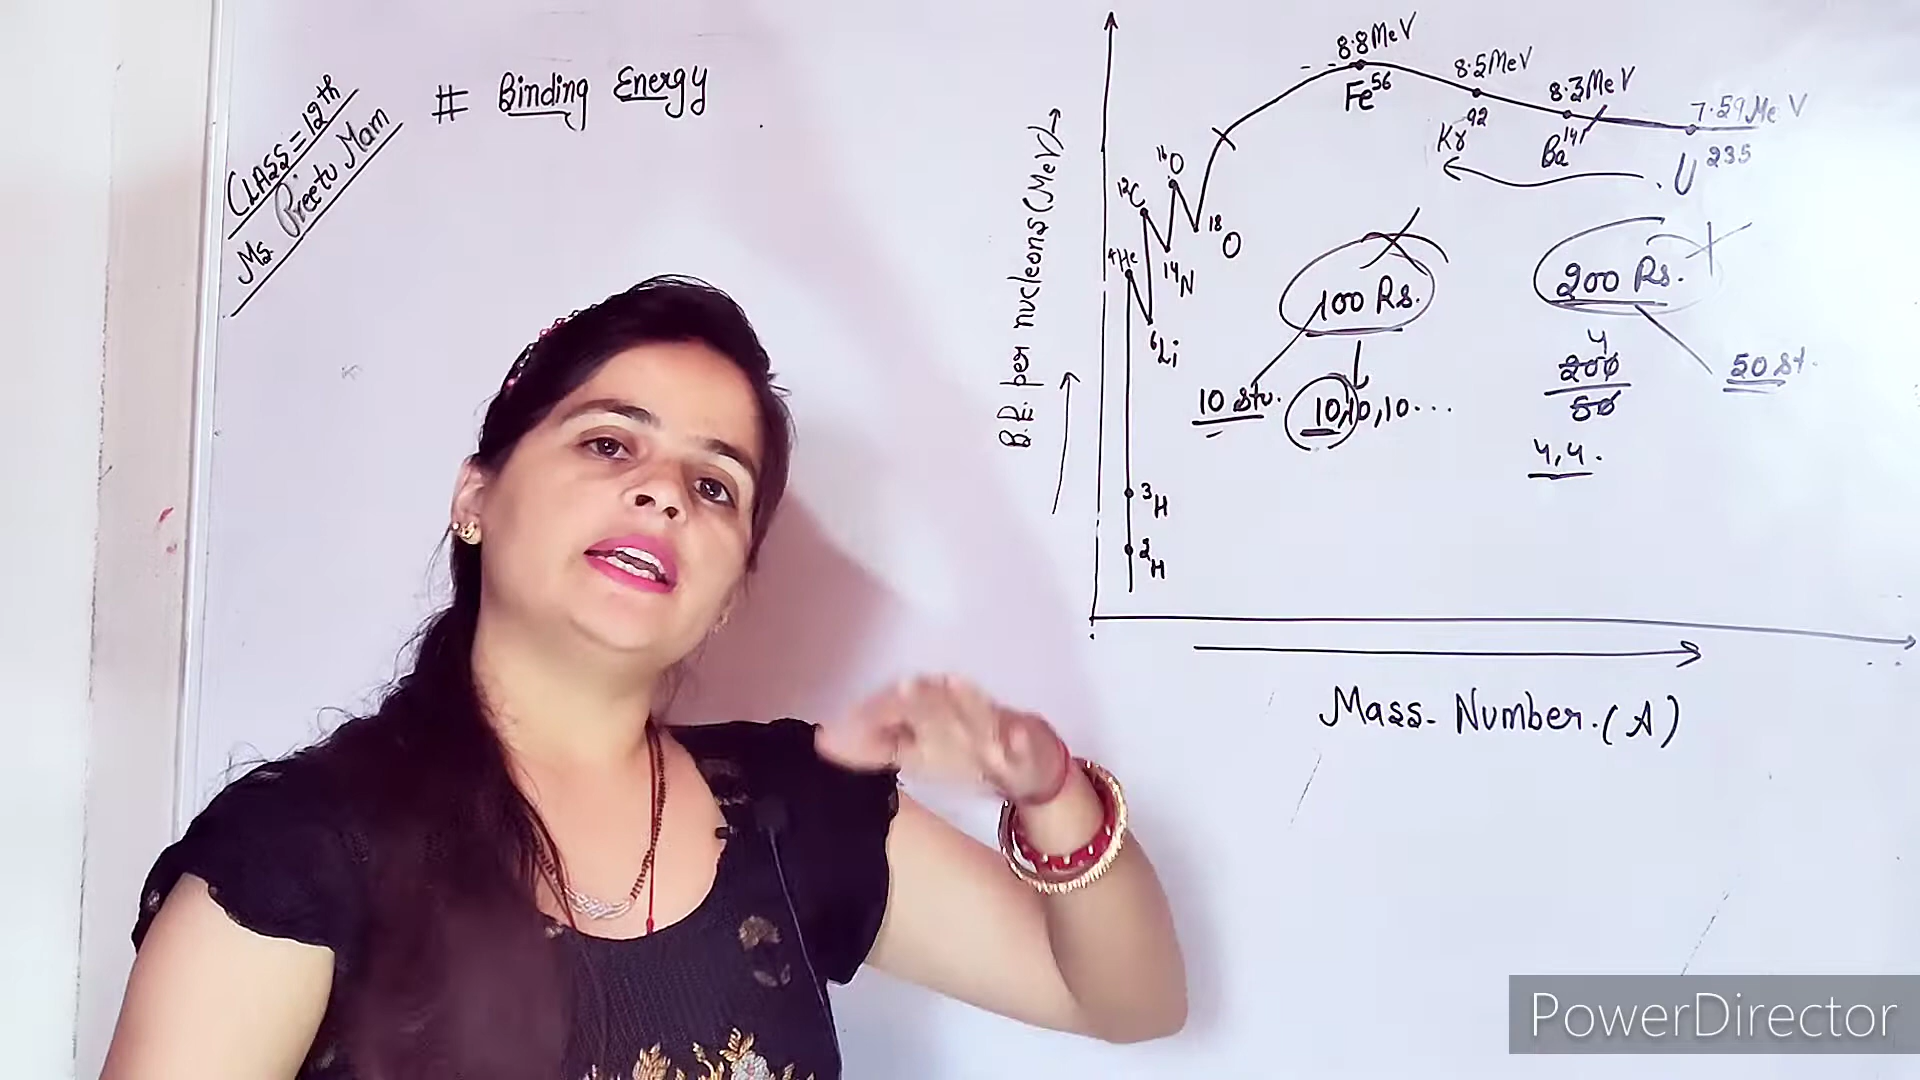 CLASS = 12th
Ms. Preetu Mam
# Binding Energy
B.E. per nucleons (MeV) →
8.8 MeV
Fe56
8.5 MeV
Kr92
8.3 MeV
Ba141
7.59 MeV
U235
16O
12C
18O
4He
14N
6Li
3H
2H
100 Rs.
10 stu.
10,10,10...
200 Rs.
4
200
50
50 st.
4,4.
Mass. Number. (A)
PowerDirector